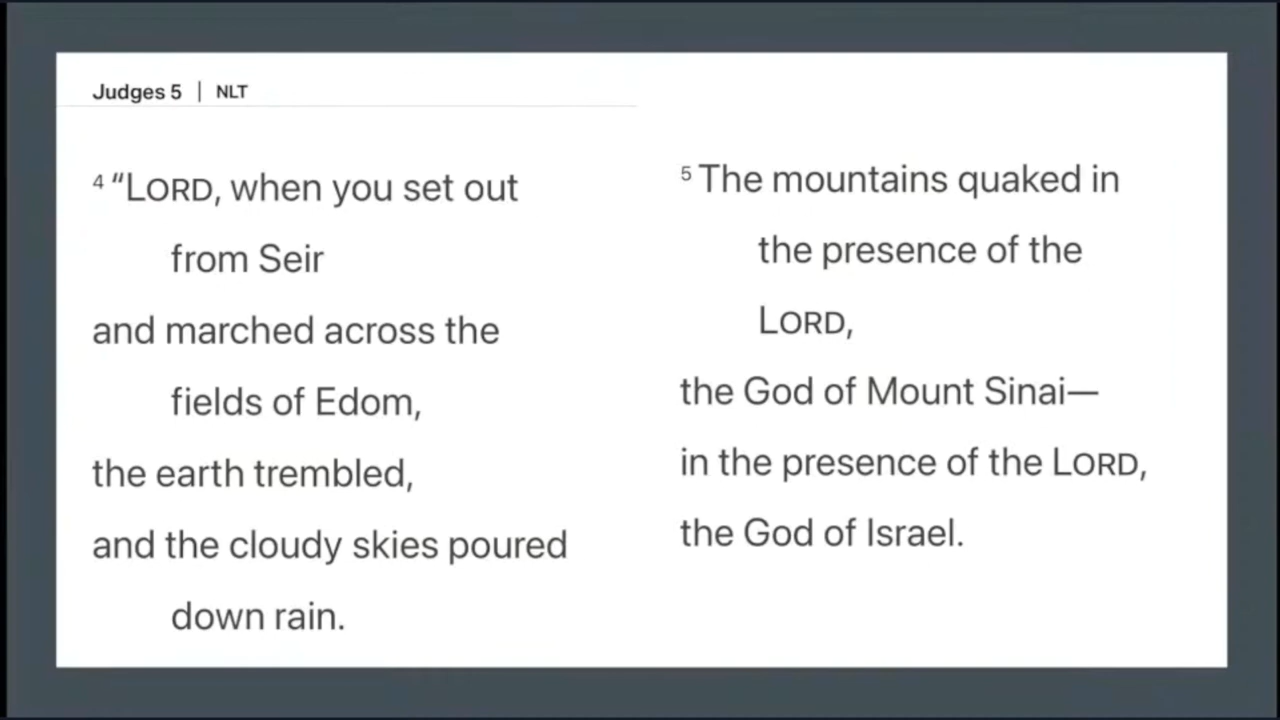 Judges 5 | NLT
4 “LORD, when you set out
from Seir
and marched across the
fields of Edom,
the earth trembled,
and the cloudy skies poured
down rain.
5 The mountains quaked in
the presence of the
LORD,
the God of Mount Sinai—
in the presence of the LORD,
the God of Israel.